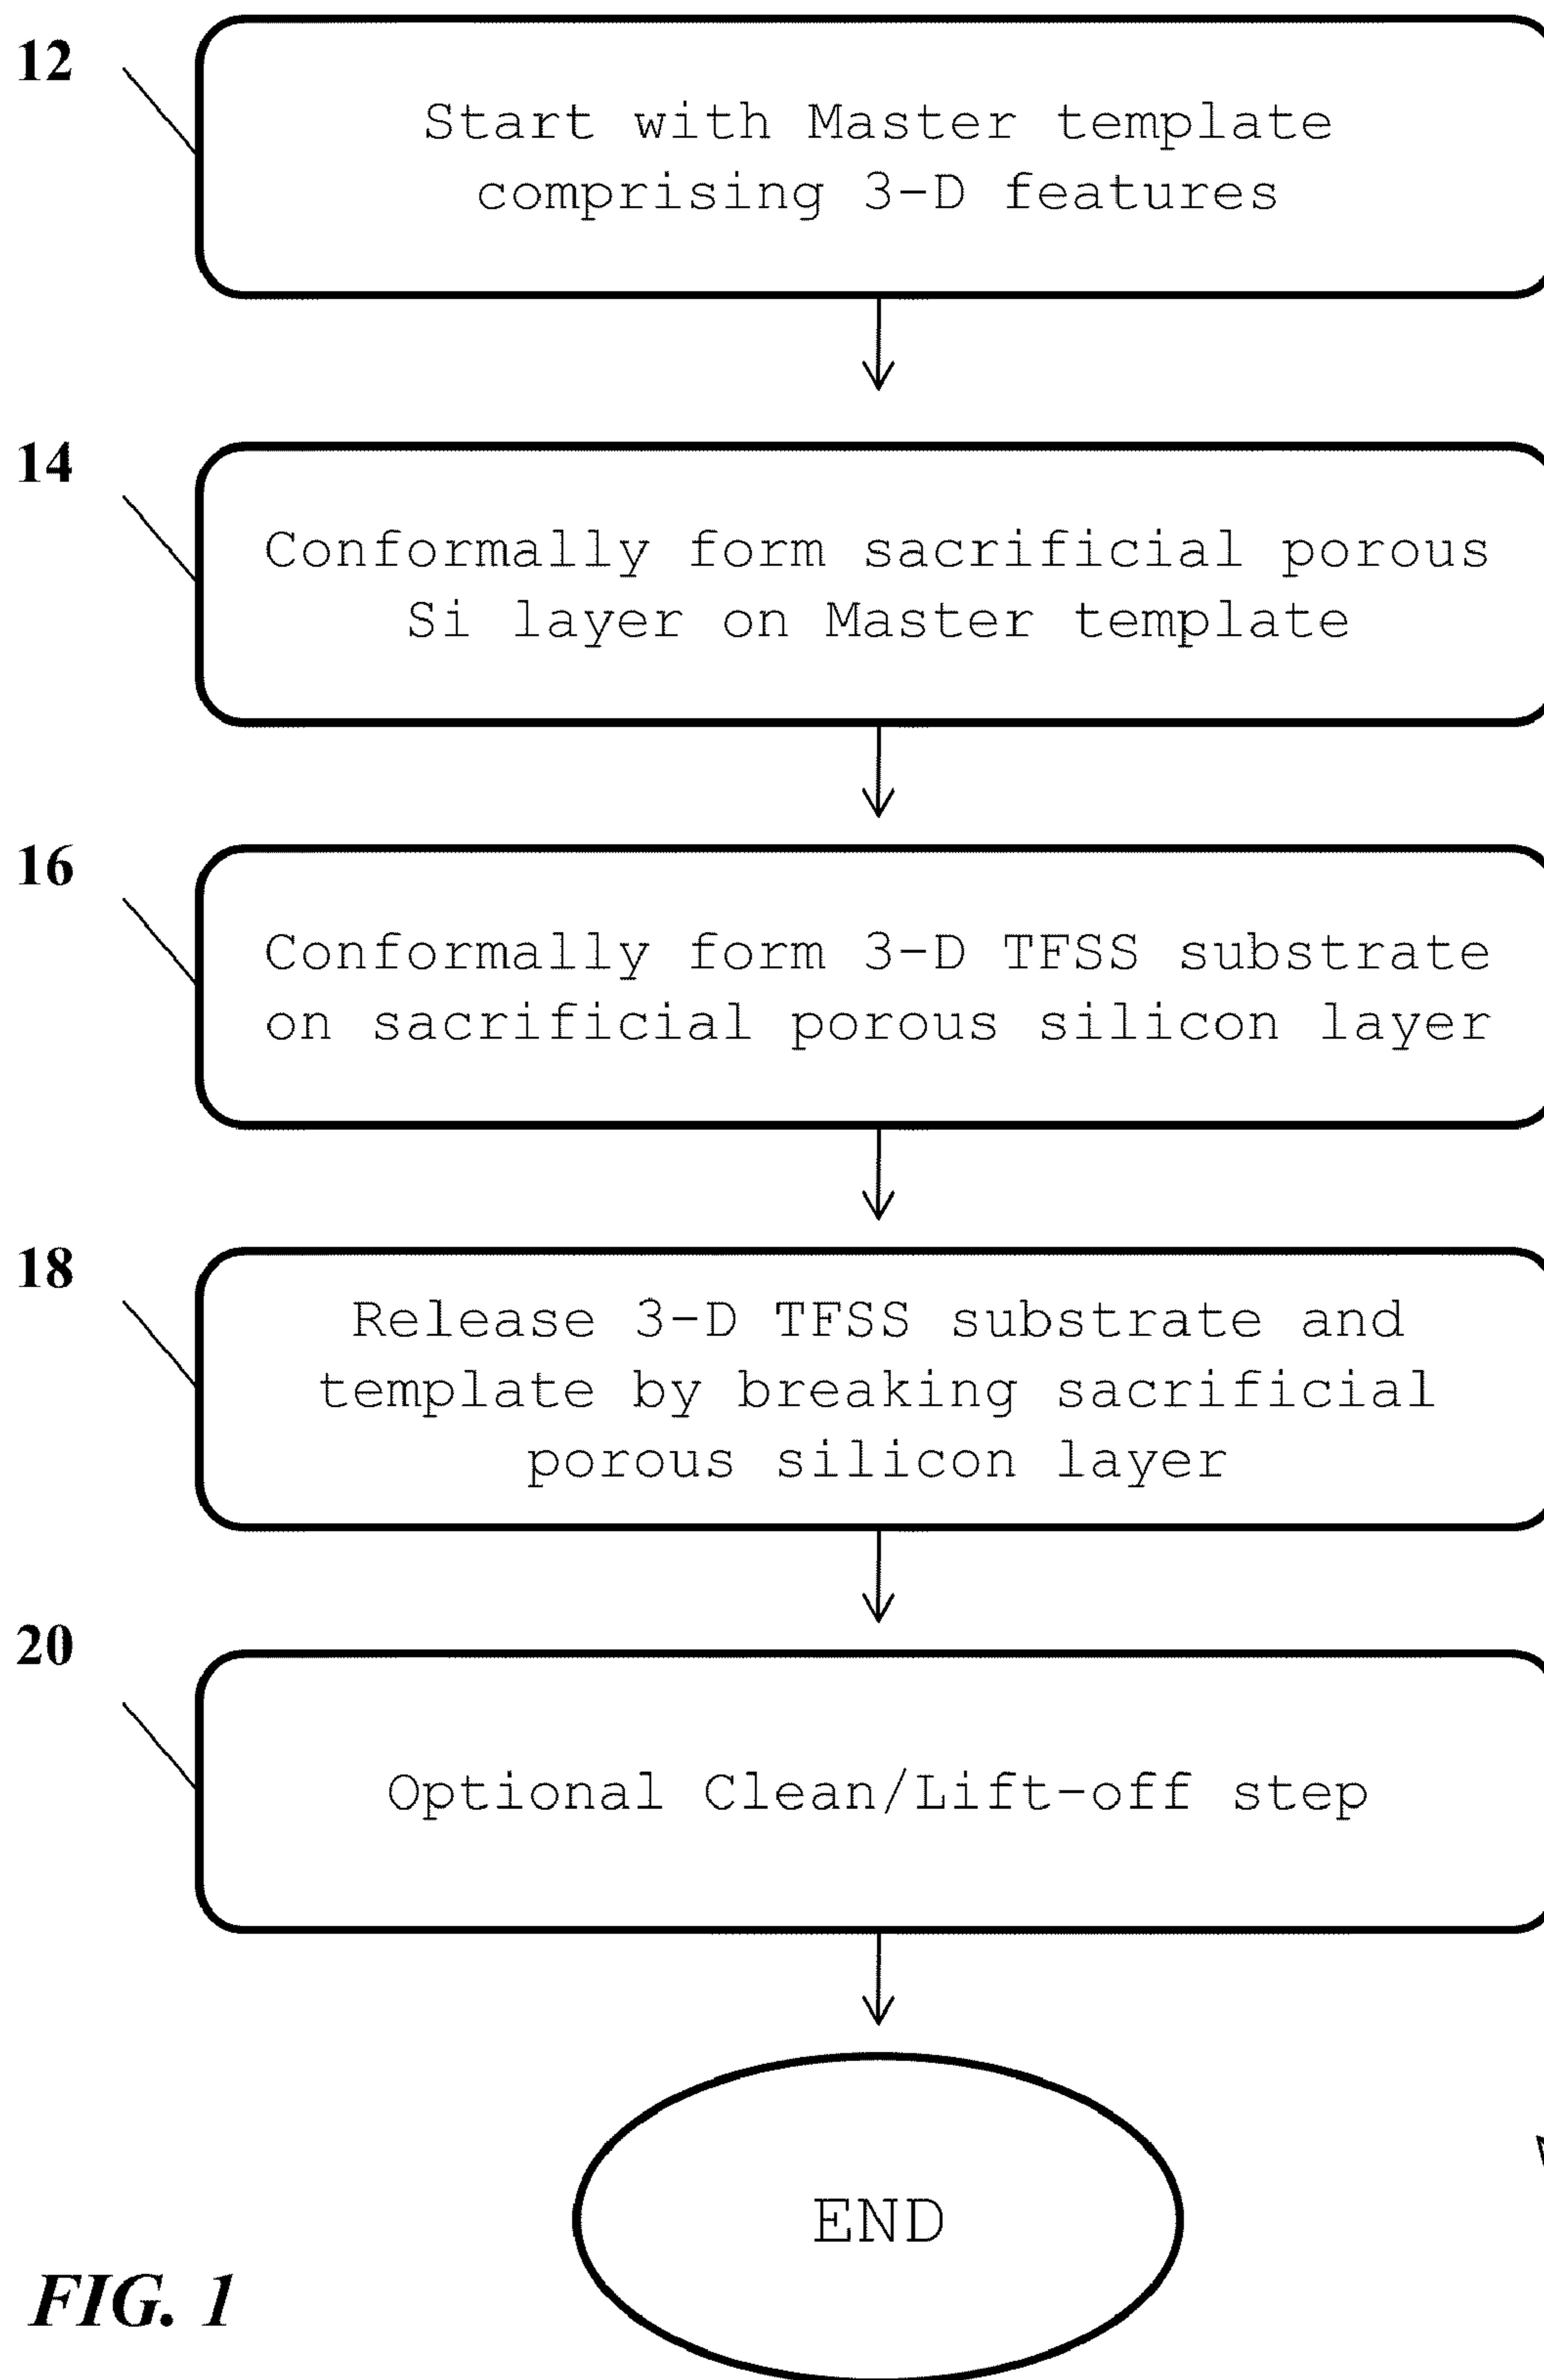 12
Start with Master template
comprising 3-D features
14
Conformally form sacrificial porous
Si layer on Master template
16
Conformally form 3-D TFSS substrate
on sacrificial porous silicon layer
18
Release 3-D TFSS substrate and
template by breaking sacrificial
porous silicon layer
20
Optional Clean/Lift-off step
END
FIG. 1